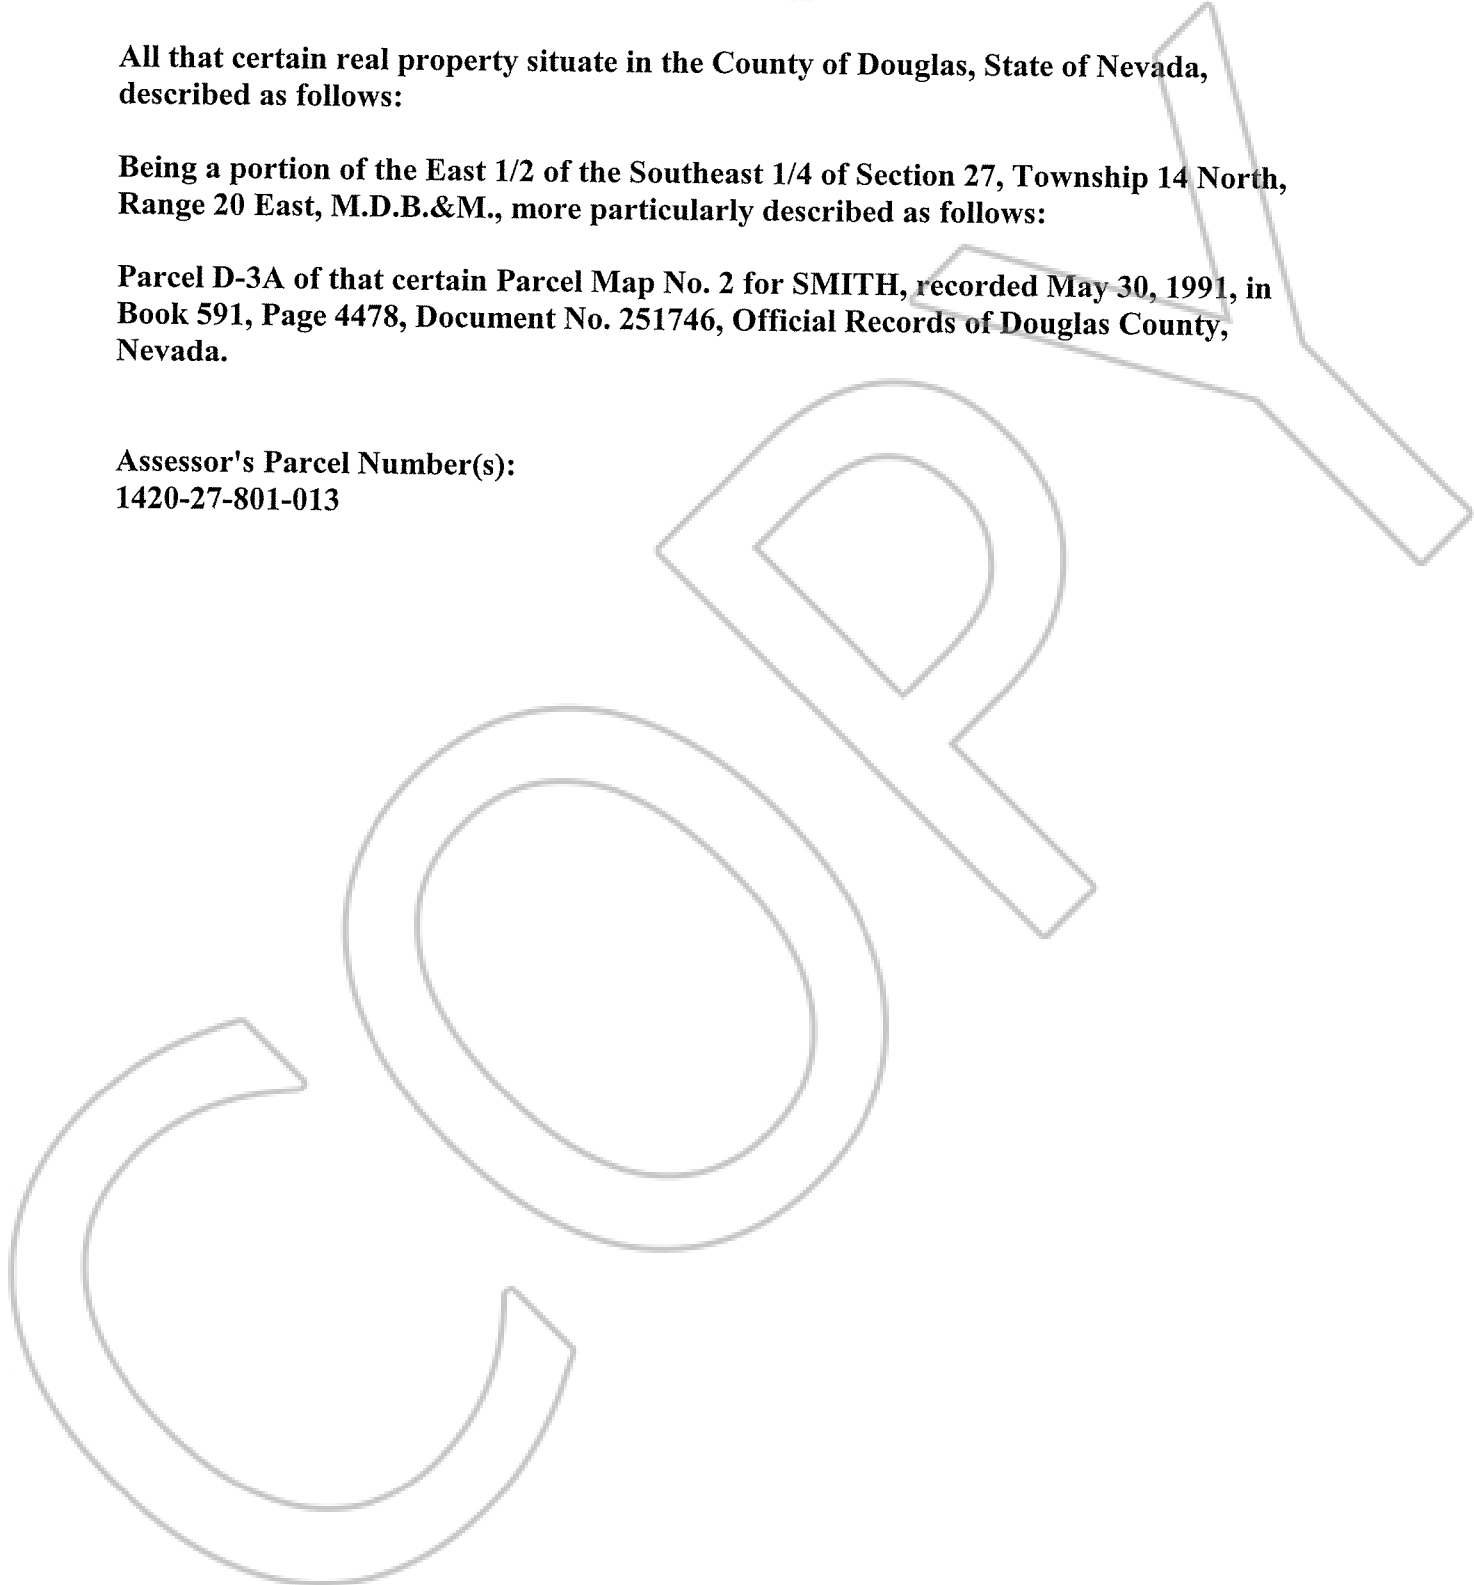 All that certain real property situate in the County of Douglas, State of Nevada,
described as follows:
Being a portion of the East 1/2 of the Southeast 1/4 of Section 27, Township 14 North,
Range 20 East, M.D.B.&M., more particularly described as follows:
Parcel D-3A of that certain Parcel Map No. 2 for SMITH, recorded May 30, 1991, in
Book 591, Page 4478, Document No. 251746, Official Records of Douglas County,
Nevada.
Assessor's Parcel Number(s):
1420-27-801-013
COPY